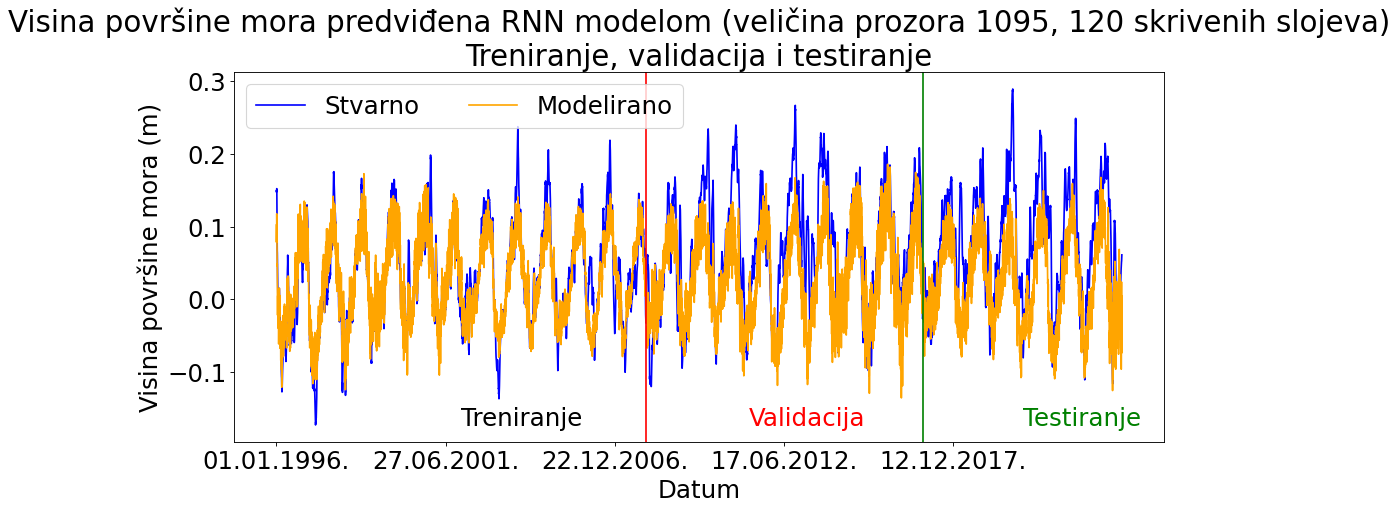 Visina površine mora predviđena RNN modelom (veličina prozora 1095, 120 skrivenih slojeva)
Treniranje, validacija i testiranje
Stvarno
Modelirano
Visina površine mora (m)
0.3
0.2
0.1
0.0
−0.1
Treniranje
Validacija
Testiranje
01.01.1996.
27.06.2001.
22.12.2006.
17.06.2012.
12.12.2017.
Datum